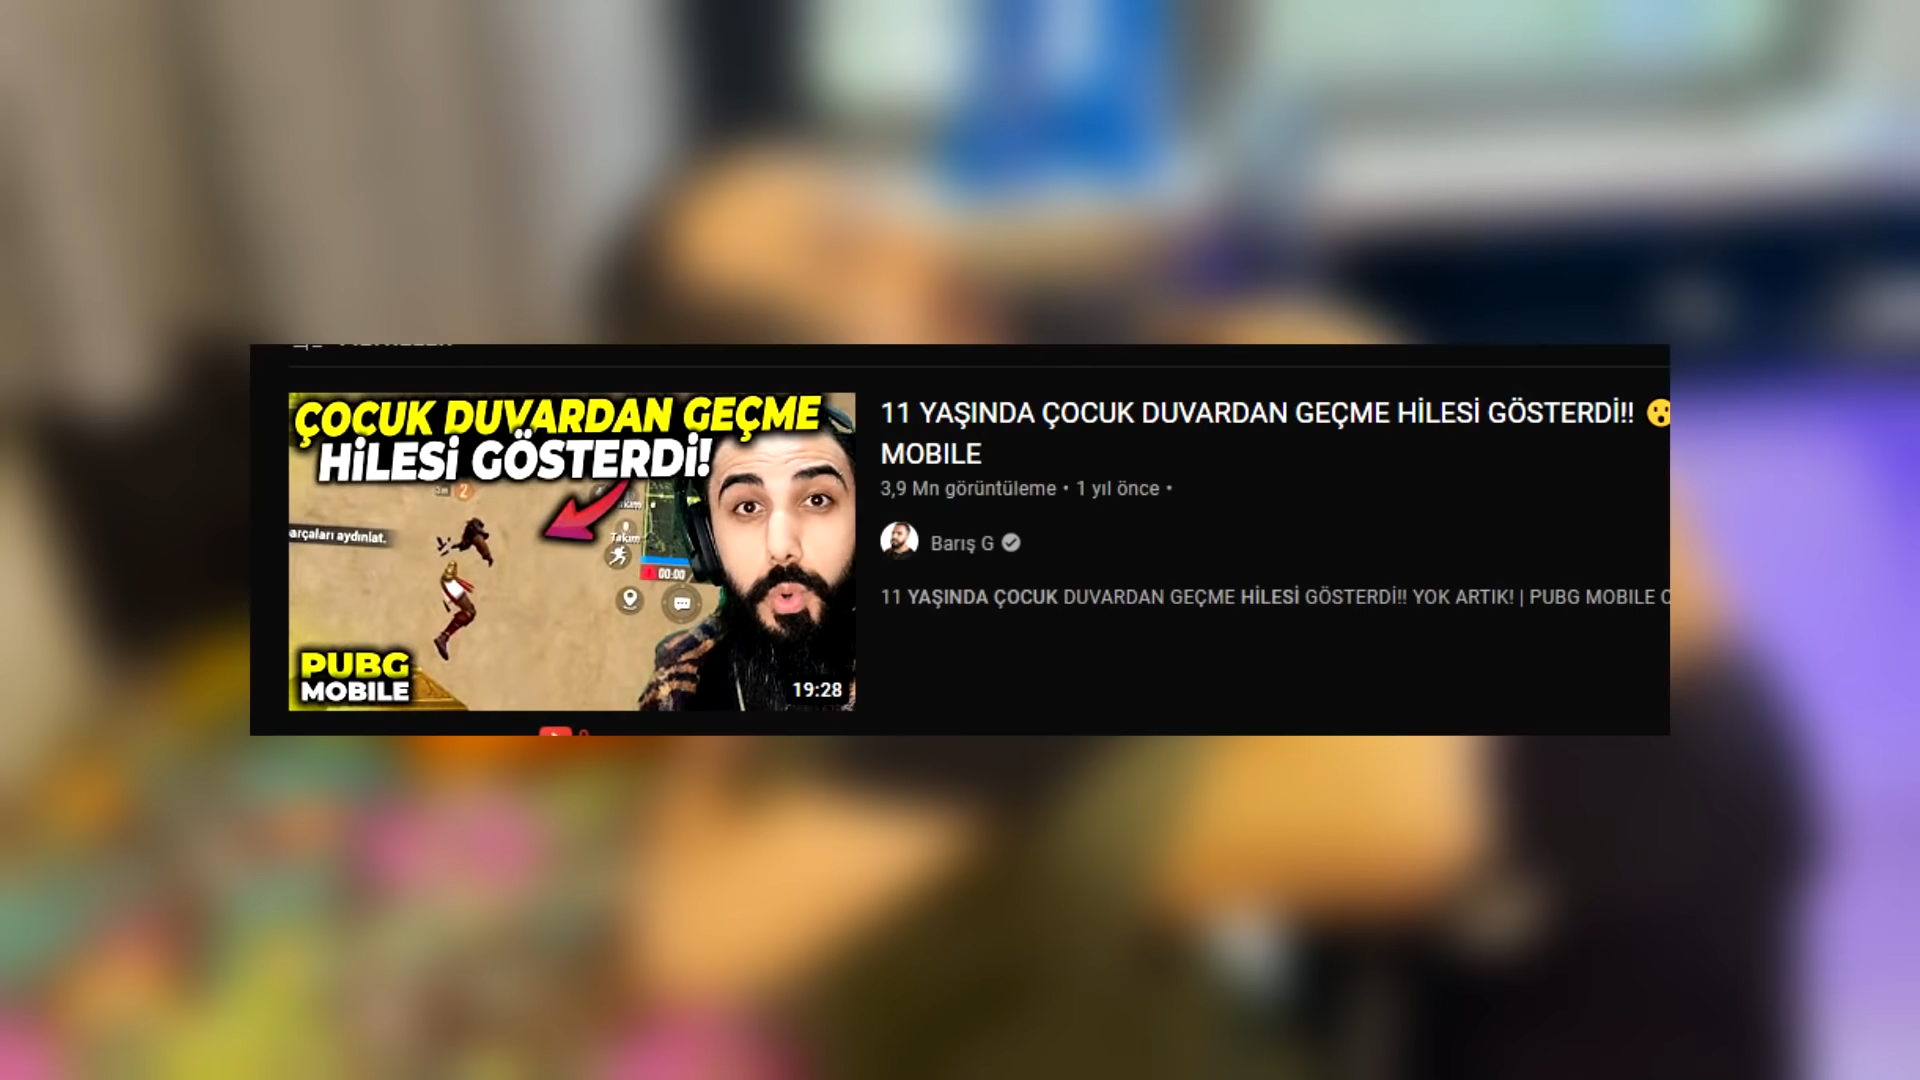 ÇOCUK DUVARDAN GEÇME
HİLESİ GÖSTERDİ!
2
arçaları aydınlat.
Takım
00:00
PUBG
MOBILE
19:28
11 YAŞINDA ÇOCUK DUVARDAN GEÇME HİLESİ GÖSTERDİ!! 😮
MOBILE
3,9 Mn görüntüleme • 1 yıl önce •
Barış G
11 YAŞINDA ÇOCUK DUVARDAN GEÇME HİLESİ GÖSTERDİ!! YOK ARTIK! | PUBG MOBILE